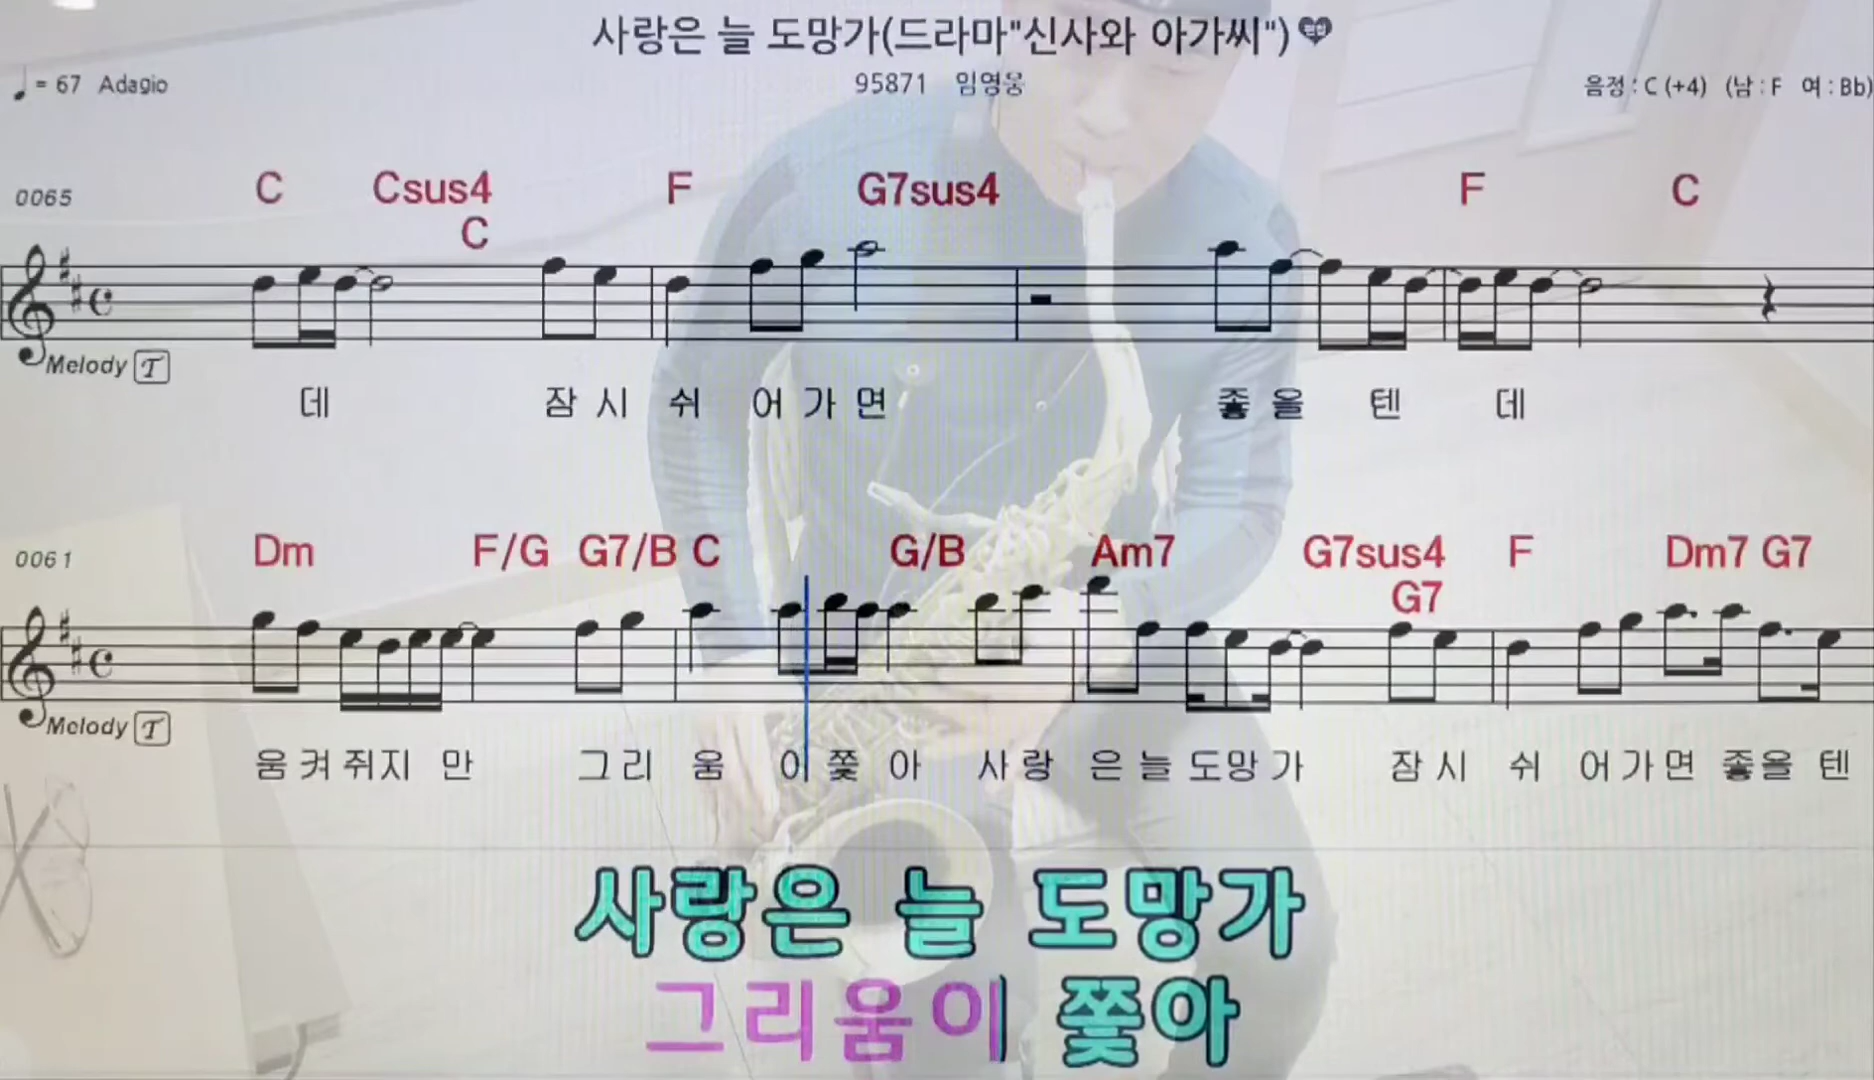 사랑은 늘 도망가(드라마"신사와 아가씨")
♩= 67 Adagio
95871 임영웅
음정 : C (+4) (남 : F 여 : Bb)
0065
C Csus4 F G7sus4 F C
C
Melody T
데 잠 시 쉬 어 가 면 좋 을 텐 데
0061
Dm F/G G7/B C G/B Am7 G7sus4 F Dm7 G7
G7
Melody T
움 켜 쥐 지 만 그 리 움 이 쫓 아 사 랑 은 늘 도 망 가 잠 시 쉬 어 가 면 좋 을 텐
사랑은 늘 도망가
그리움이 쫓아